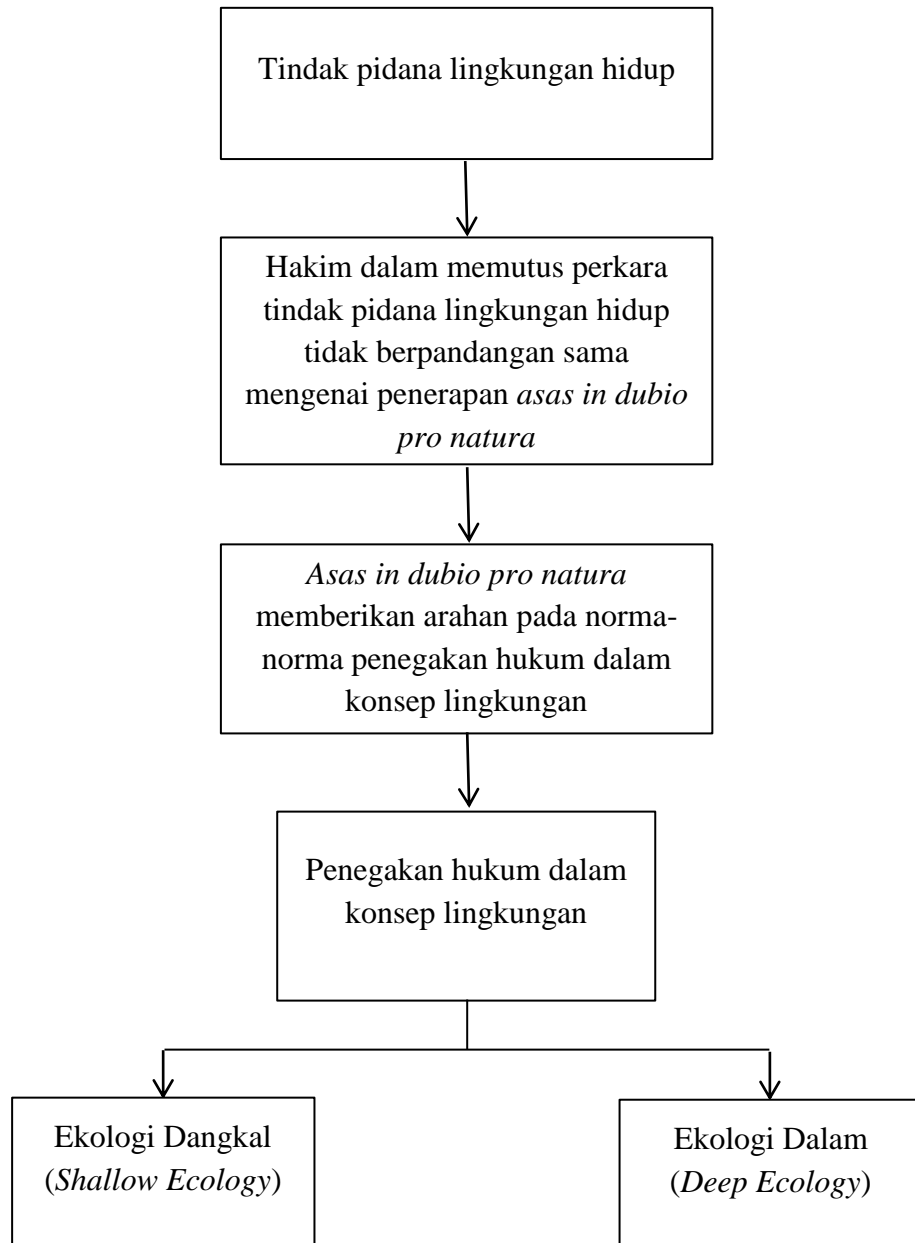 Tindak pidana lingkungan hidup
Hakim dalam memutus perkara
tindak pidana lingkungan hidup
tidak berpandangan sama
mengenai penerapan asas in dubio
pro natura
Asas in dubio pro natura
memberikan arahan pada norma-
norma penegakan hukum dalam
konsep lingkungan
Penegakan hukum dalam
konsep lingkungan
Ekologi Dangkal
(Shallow Ecology)
Ekologi Dalam
(Deep Ecology)